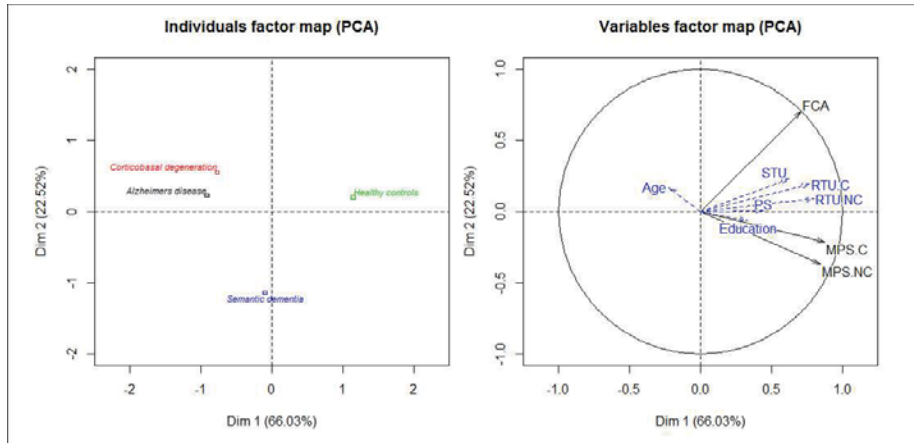 Individuals factor map (PCA)
Dim 2 (22.52%)
2
1
0
-1
-2
Corticobasal degeneration
Alzheimers disease
Healthy controls
Semantic dementia
-2 -1 0 1 2
Dim 1 (66.03%)
Variables factor map (PCA)
Dim 2 (22.52%)
1.0
0.5
0.0
-0.5
-1.0
FCA
STU
RTU.C
Age
RTU.NC
PS
Education
MPS.C
MPS.NC
-1.0 -0.5 0.0 0.5 1.0
Dim 1 (66.03%)